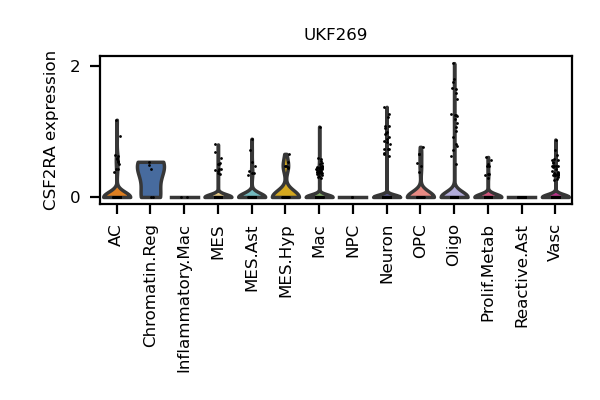 UKF269
CSF2RA expression
2
0
AC
Chromatin.Reg
Inflammatory.Mac
MES
MES.Ast
MES.Hyp
Mac
NPC
Neuron
OPC
Oligo
Prolif.Metab
Reactive.Ast
Vasc